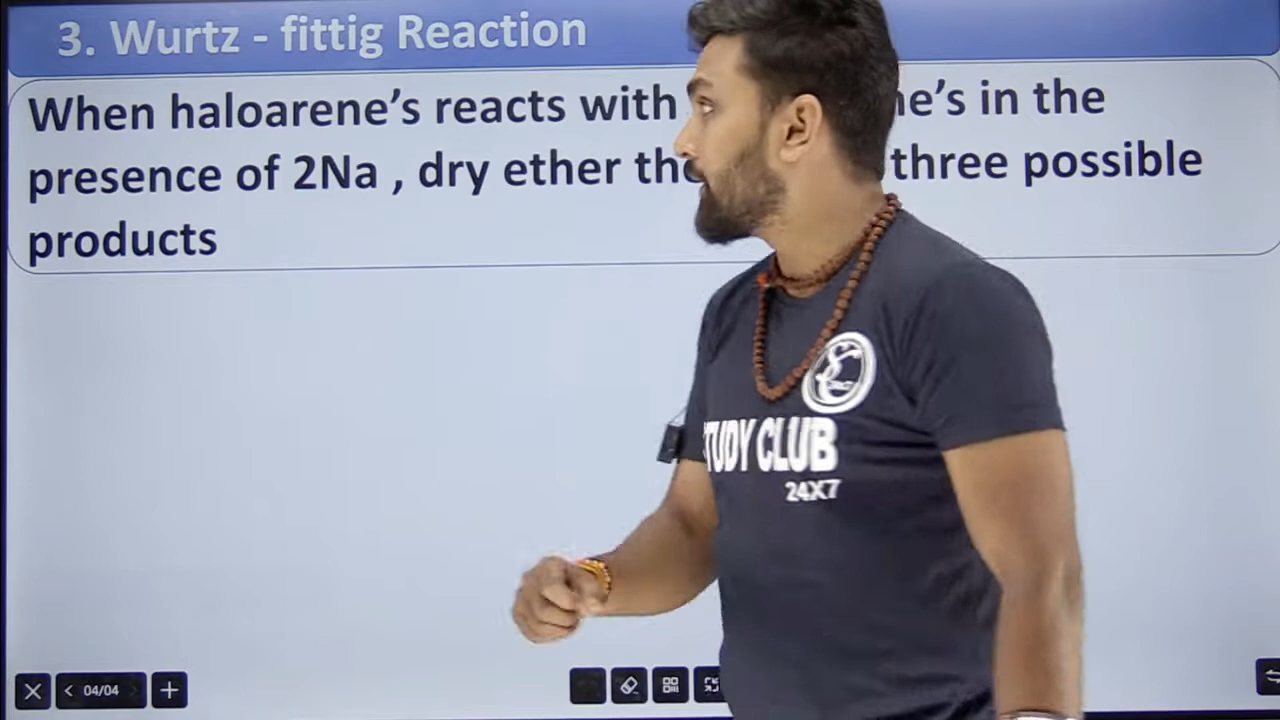 3. Wurtz - fittig Reaction
When haloarene's reacts with in the
presence of 2Na , dry ether three possible
products
STUDY CLUB
24X7
04/04